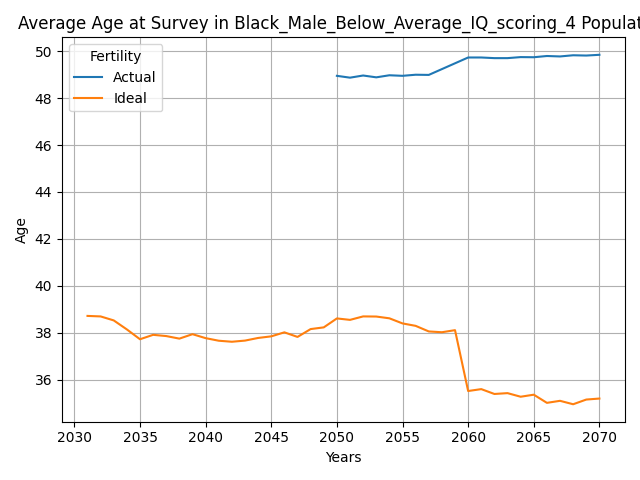 Average Age at Survey in Black_Male_Below_Average_IQ_scoring_4 Populat
Fertility
Actual
Ideal
50
48
46
44
42
40
38
36
Age
2030 2035 2040 2045 2050 2055 2060 2065 2070
Years